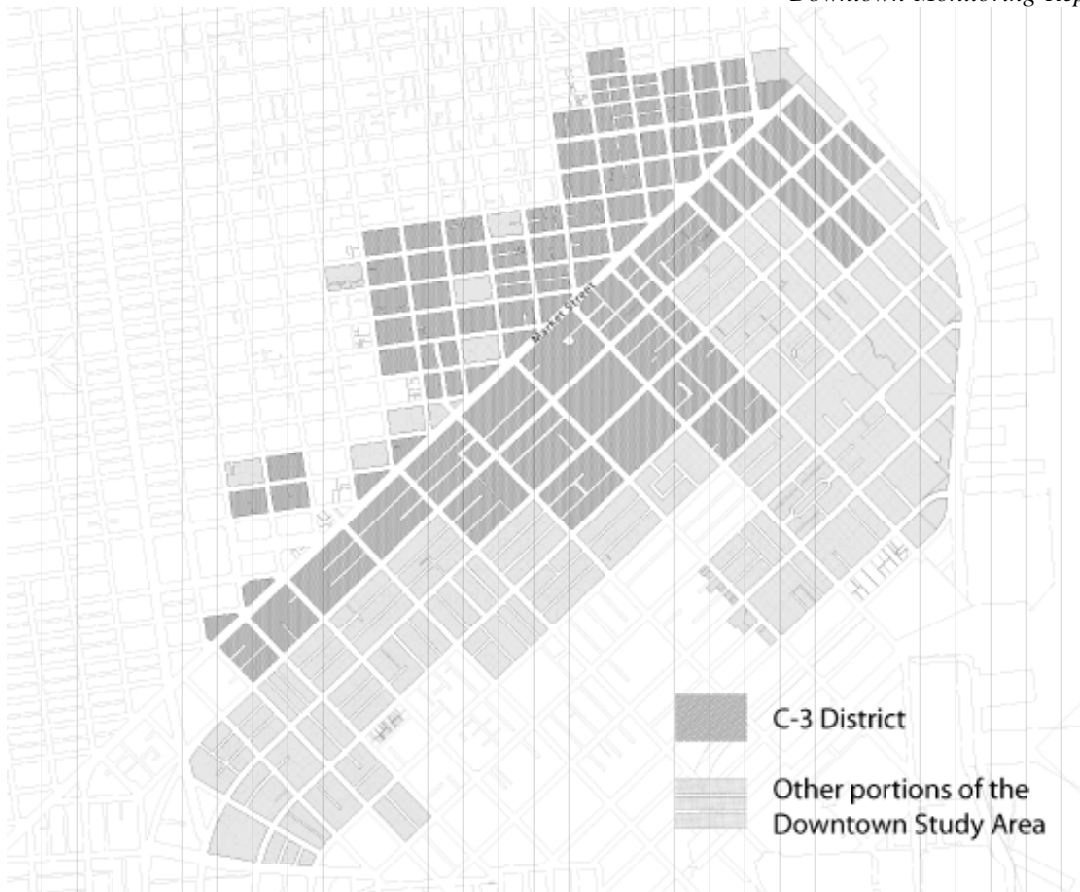 Downtown Monitoring Rep
Market Street
C-3 District
Other portions of the
Downtown Study Area